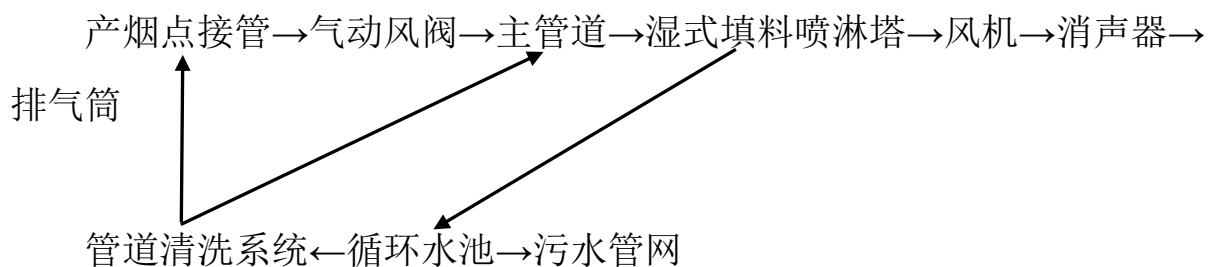 产烟点接管→气动风阀→主管道→湿式填料喷淋塔→风机→消声器→
排气筒
管道清洗系统←循环水池→污水管网